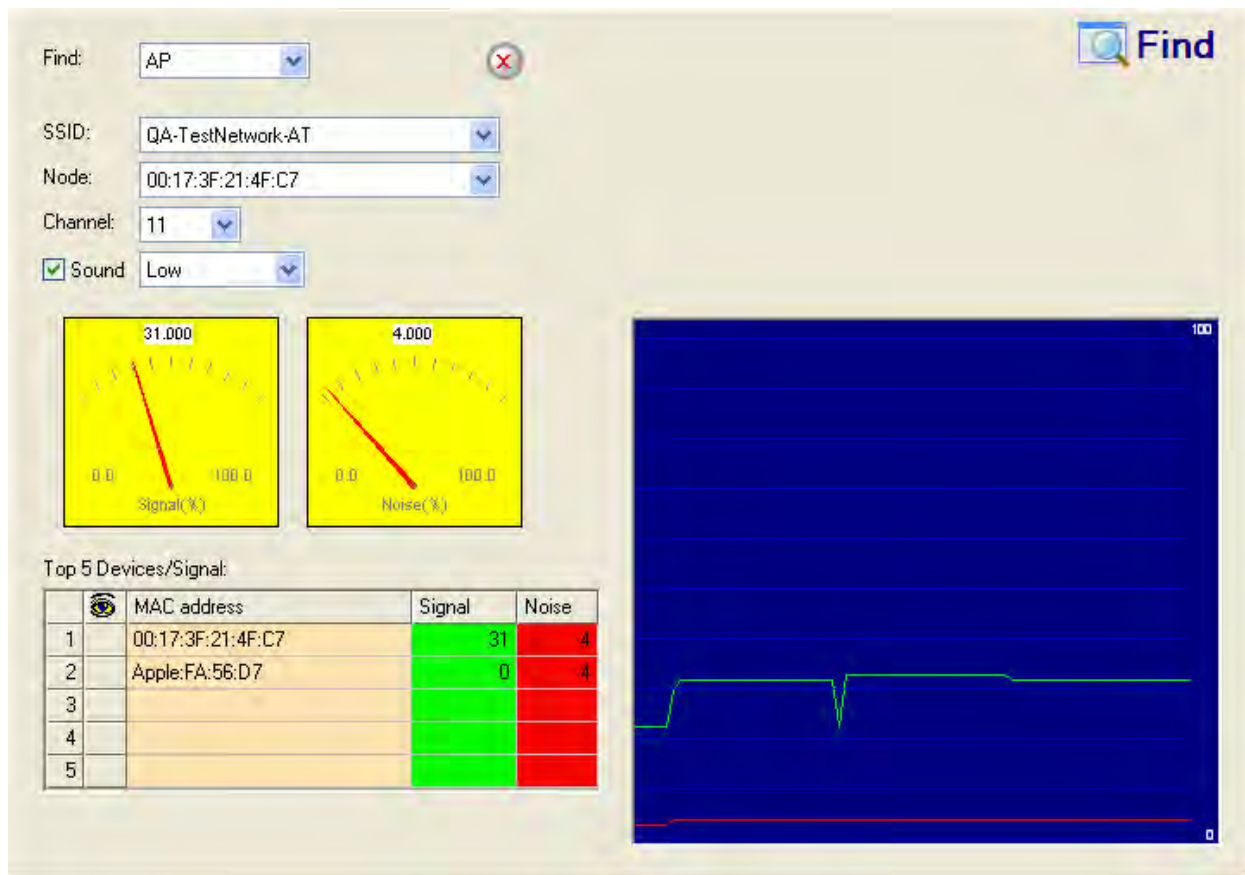 Find: AP
Find
SSID: QA-TestNetwork-AT
Node: 00:17:3F:21:4F:C7
Channel: 11
Sound Low
31.000
0.0 100.0
Signal(%)
4.000
0.0 100.0
Noise(%)
100
0
Top 5 Devices/Signal:
MAC address Signal Noise
1 00:17:3F:21:4F:C7 31 4
2 Apple:FA:56:D7 0 4
3
4
5